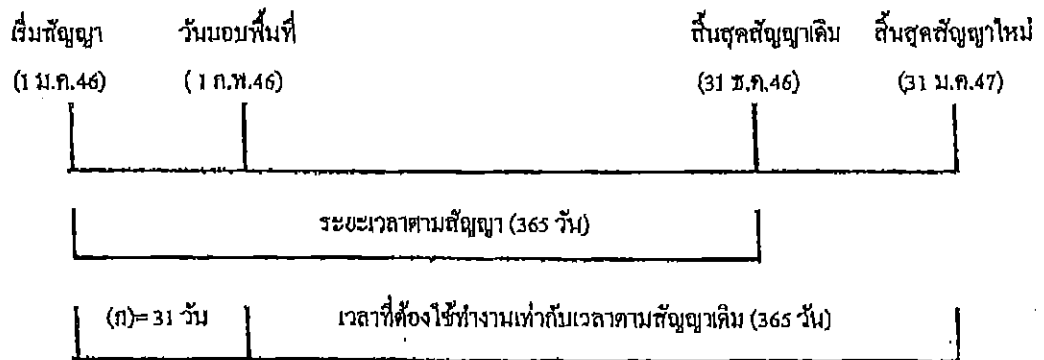 เริ่มสัญญา วันมอบพื้นที่ สิ้นสุดสัญญาเดิม สิ้นสุดสัญญาใหม่
(1 ม.ค.46) ( 1 ก.พ.46) (31 ธ.ค.46) (31 ม.ค.47)
ระยะเวลาตามสัญญา (365 วัน)
(ก)= 31 วัน เวลาที่ต้องใช้ทำงานเท่ากับเวลาตามสัญญาเดิม (365 วัน)